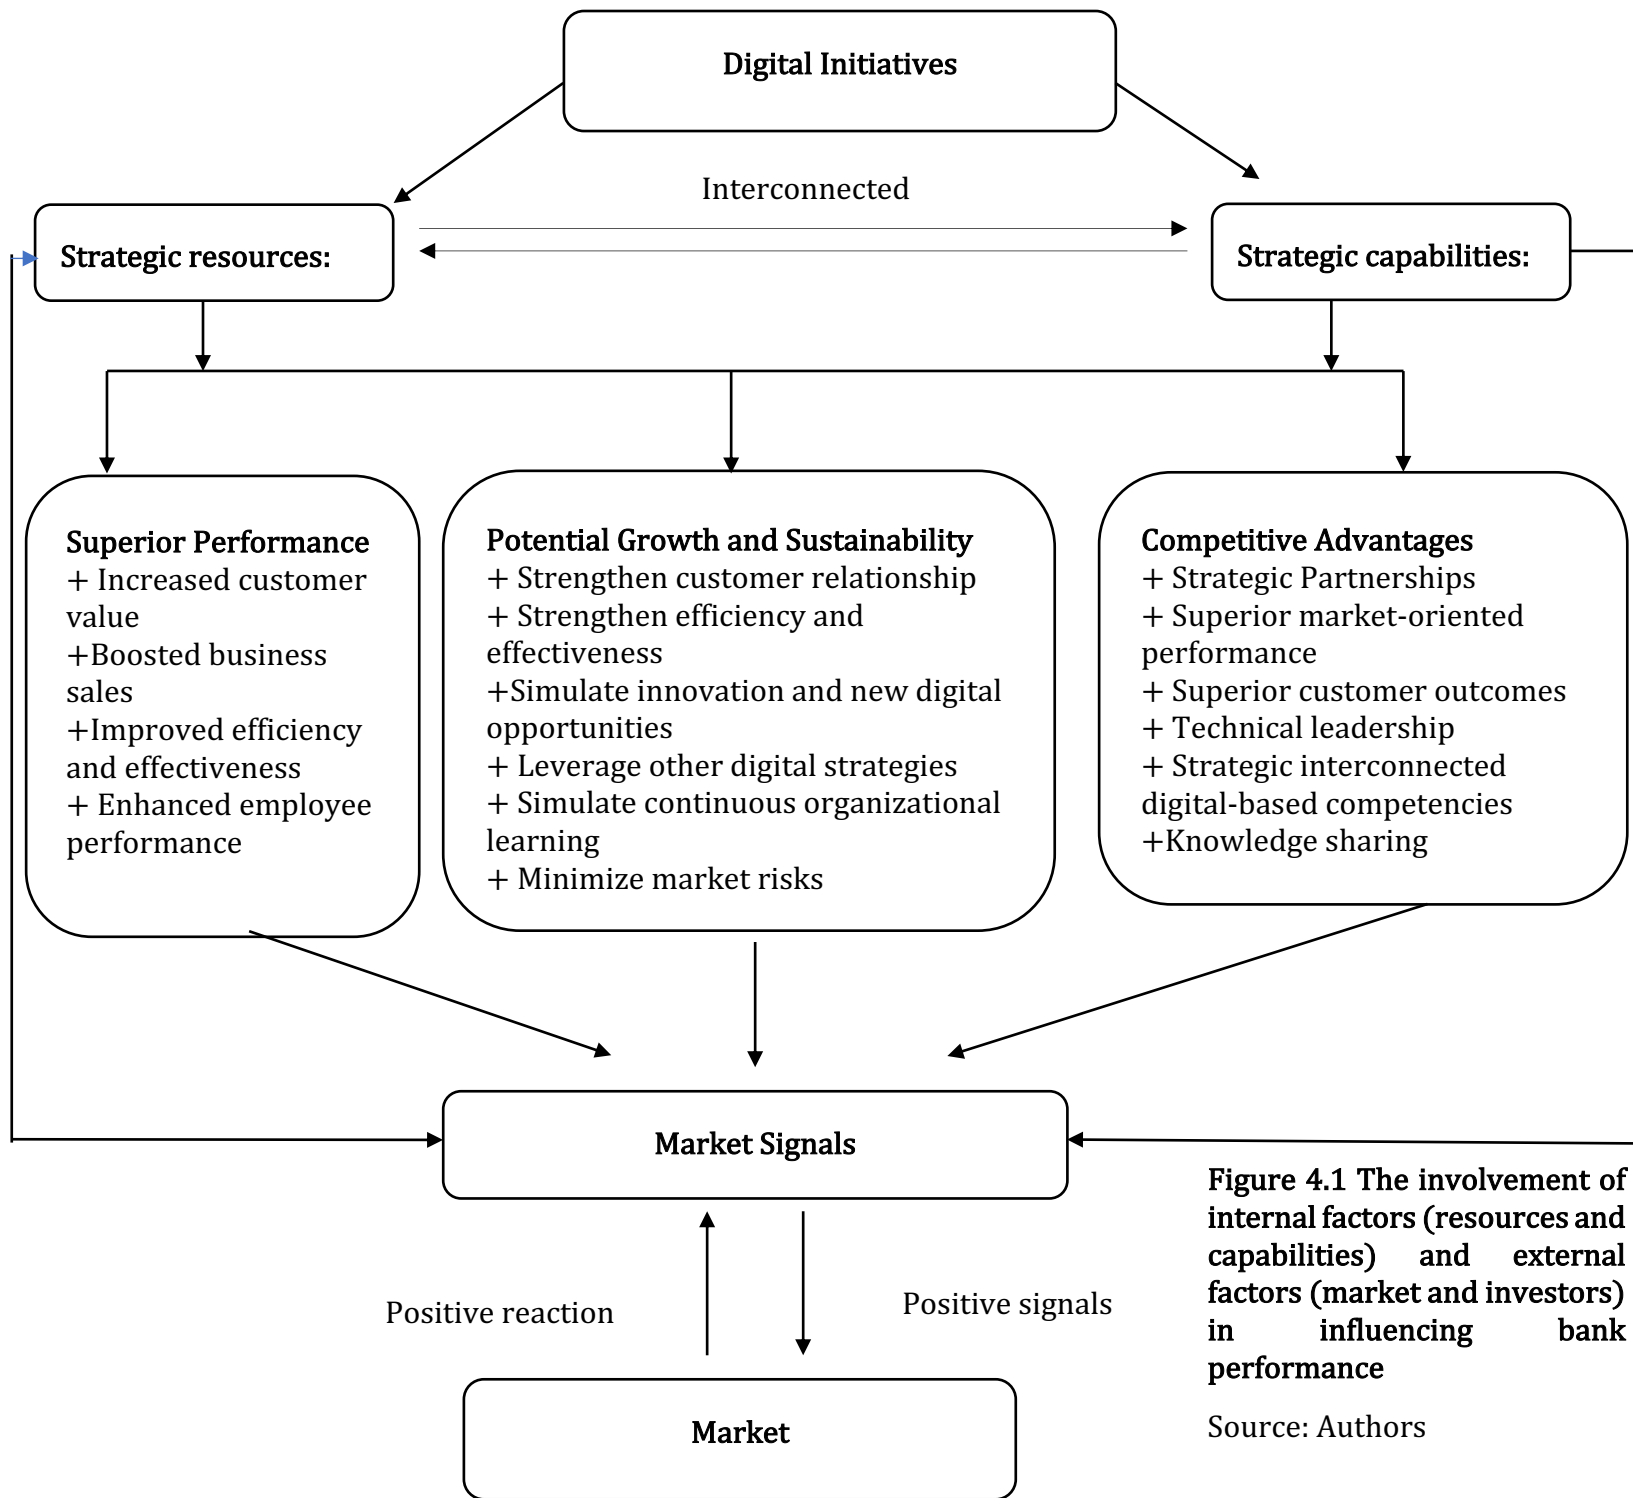 Digital Initiatives
Interconnected
Strategic resources:
Strategic capabilities:
Superior Performance
+ Increased customer
value
+Boosted business
sales
+Improved efficiency
and effectiveness
+ Enhanced employee
performance
Potential Growth and Sustainability
+ Strengthen customer relationship
+ Strengthen efficiency and
effectiveness
+Simulate innovation and new digital
opportunities
+ Leverage other digital strategies
+ Simulate continuous organizational
learning
+ Minimize market risks
Competitive Advantages
+ Strategic Partnerships
+ Superior market-oriented
performance
+ Superior customer outcomes
+ Technical leadership
+ Strategic interconnected
digital-based competencies
+Knowledge sharing
Market Signals
Positive reaction
Positive signals
Market
Figure 4.1 The involvement of
internal factors (resources and
capabilities) and external
factors (market and investors)
in influencing bank
performance
Source: Authors